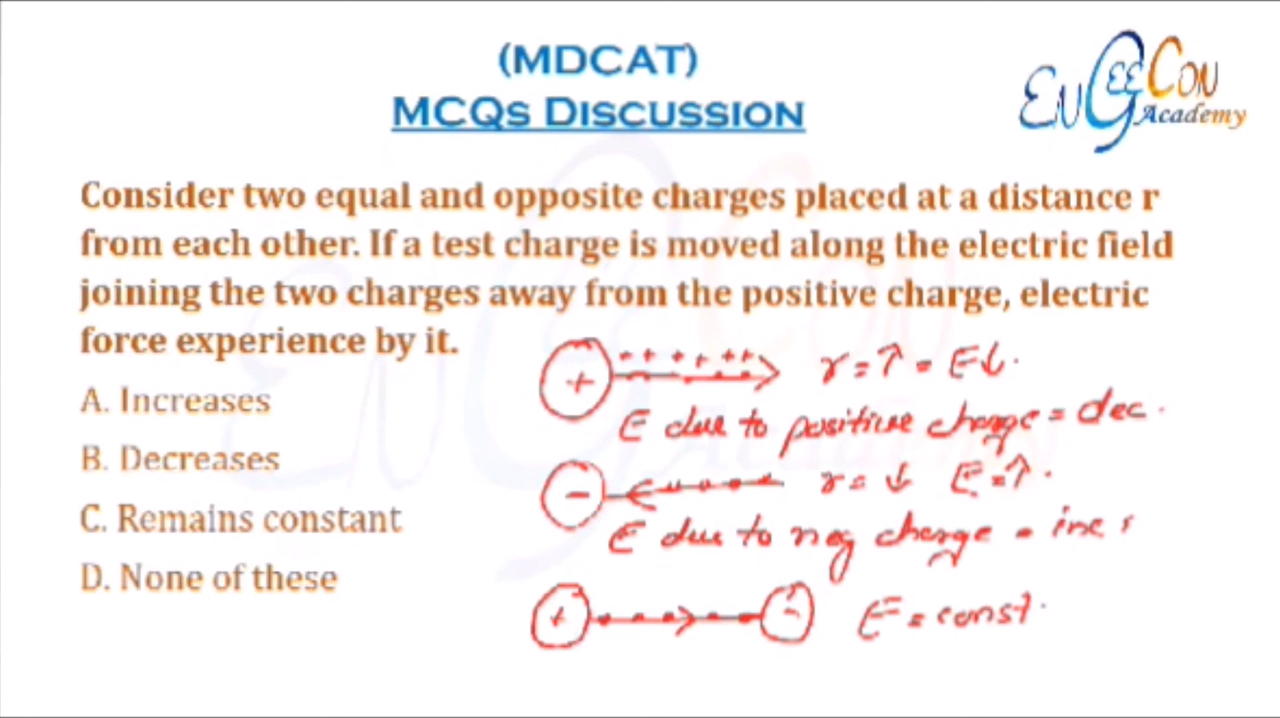 (MDCAT)
MCQs Discussion
EnGeeCon
Academy
Consider two equal and opposite charges placed at a distance r
from each other. If a test charge is moved along the electric field
joining the two charges away from the positive charge, electric
force experience by it.
A. Increases
B. Decreases
C. Remains constant
D. None of these
+ + + + + +
+ r = ↑ = E↓.
E due to positive charge = dec.
- r = ↓ E = ↑.
E due to neg charge = inc.
+ - E = const.